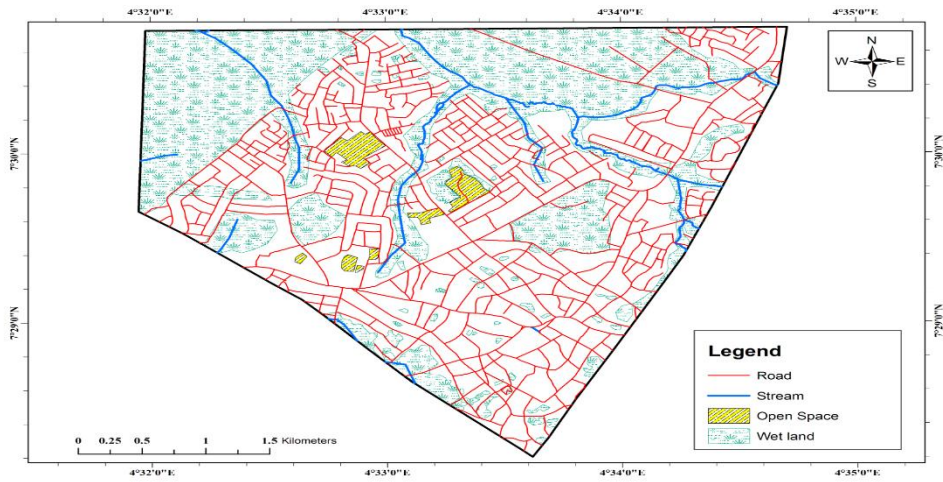 4°32'0"E 4°33'0"E 4°34'0"E 4°35'0"E
N
W E
S
7°30'0"N 7°30'0"N
7°29'0"N 7°29'0"N
Legend
Road
Stream
Open Space
Wet land
0 0.25 0.5 1 1.5 Kilometers
4°32'0"E 4°33'0"E 4°34'0"E 4°35'0"E